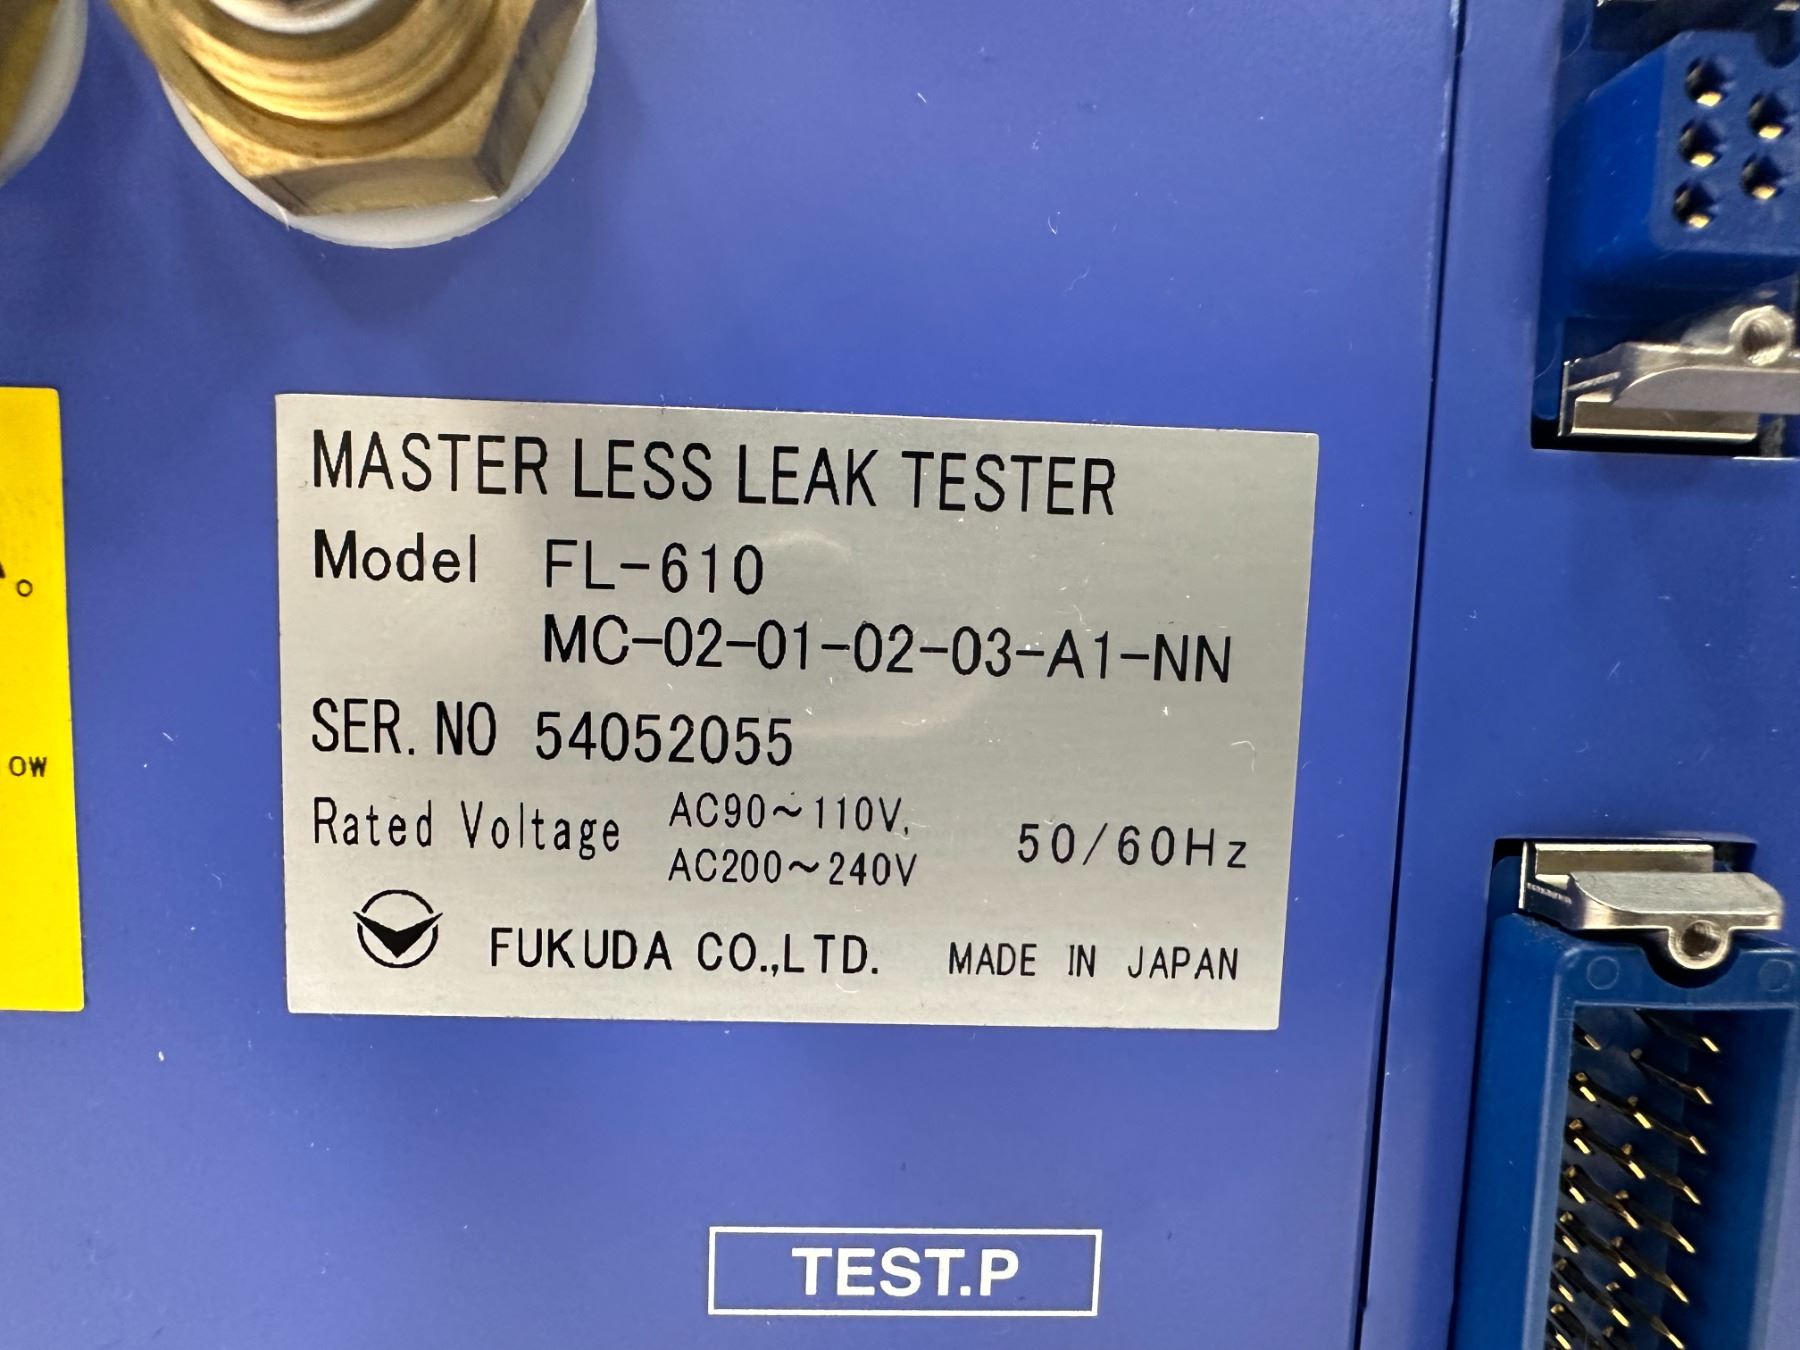 MASTER LESS LEAK TESTER
Model FL-610
MC-02-01-02-03-A1-NN
SER. NO 54052055
Rated Voltage AC90～110V, 50/60Hz
AC200～240V
FUKUDA CO.,LTD. MADE IN JAPAN
OW
TEST.P